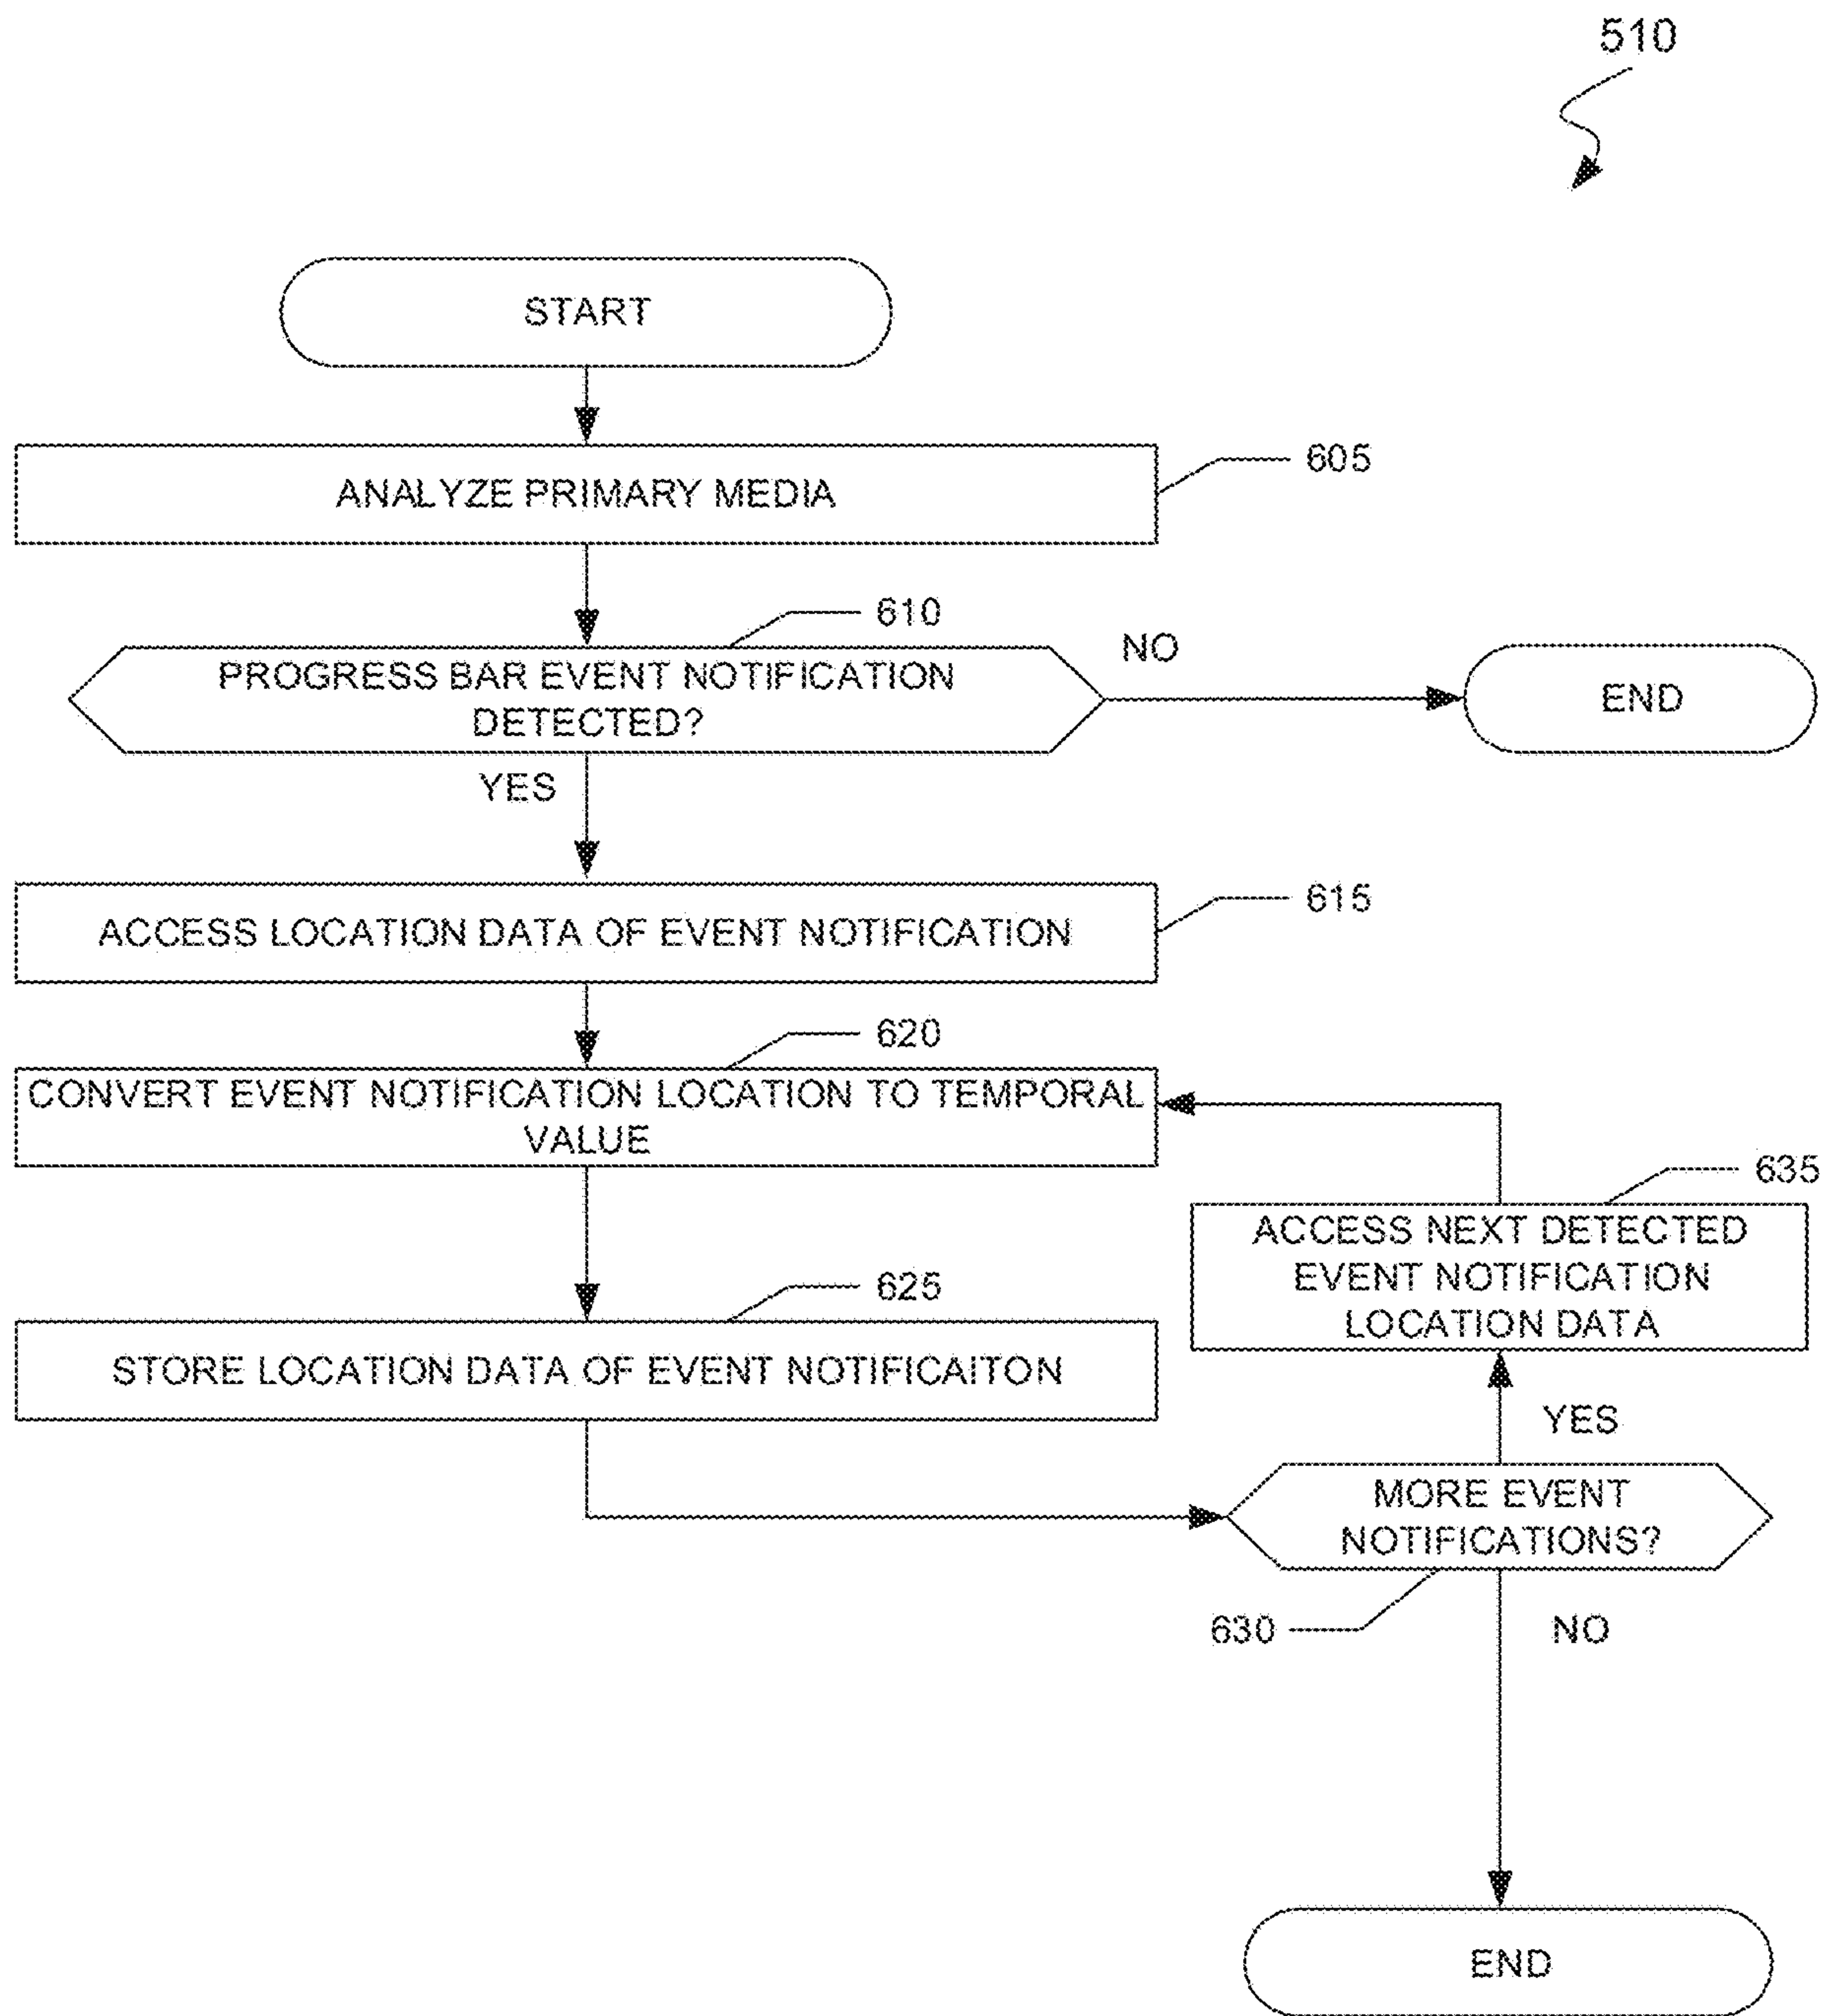 510
START
ANALYZE PRIMARY MEDIA
605
610
PROGRESS BAR EVENT NOTIFICATION
DETECTED?
NO
END
YES
ACCESS LOCATION DATA OF EVENT NOTIFICATION
615
620
CONVERT EVENT NOTIFICATION LOCATION TO TEMPORAL
VALUE
635
ACCESS NEXT DETECTED
EVENT NOTIFICATION
LOCATION DATA
625
STORE LOCATION DATA OF EVENT NOTIFICAITON
YES
MORE EVENT
NOTIFICATIONS?
630
NO
END